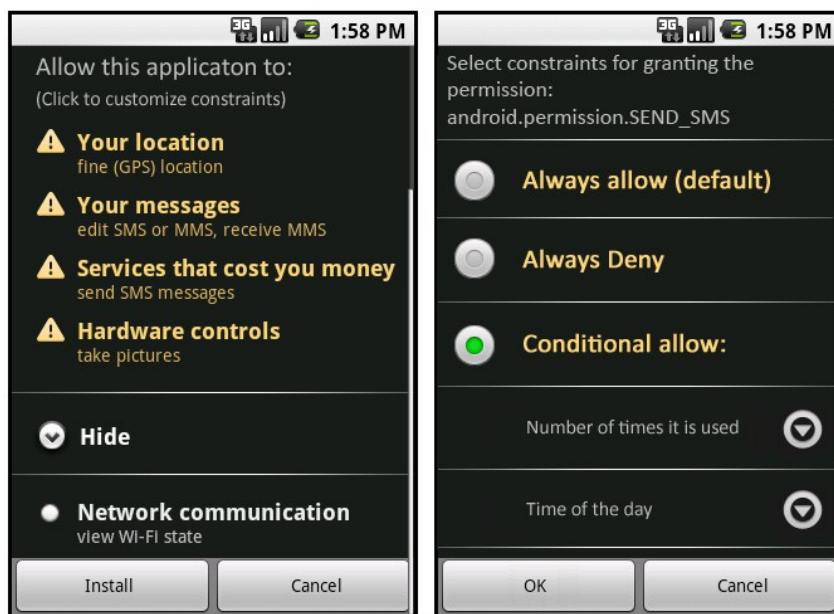 3G 1:58 PM
Allow this applicaton to:
(Click to customize constraints)
Your location
fine (GPS) location
Your messages
edit SMS or MMS, receive MMS
Services that cost you money
send SMS messages
Hardware controls
take pictures
Hide
Network communication
view Wi-Fi state
Install Cancel
3G 1:58 PM
Select constraints for granting the
permission:
android.permission.SEND_SMS
Always allow (default)
Always Deny
Conditional allow:
Number of times it is used
Time of the day
OK Cancel